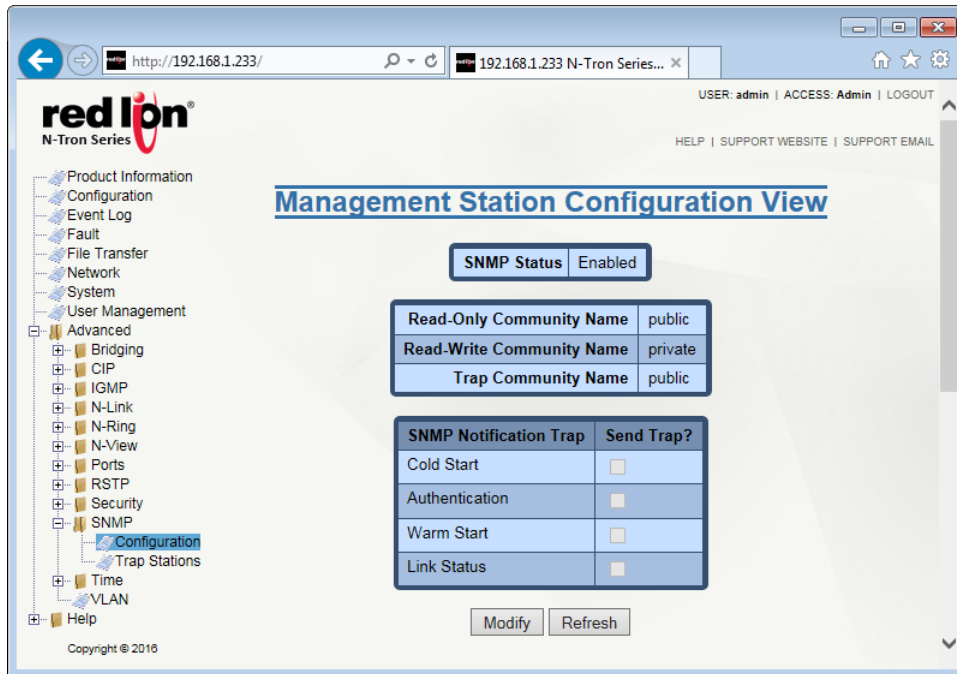 http://192.168.1.233/
192.168.1.233 N-Tron Series...
USER: admin | ACCESS: Admin | LOGOUT
red lion®
N-Tron Series
HELP | SUPPORT WEBSITE | SUPPORT EMAIL
Product Information
Configuration
Event Log
Fault
File Transfer
Network
System
User Management
Advanced
Bridging
CIP
IGMP
N-Link
N-Ring
N-View
Ports
RSTP
Security
SNMP
Configuration
Trap Stations
Time
VLAN
Help
Copyright © 2016
Management Station Configuration View
SNMP Status Enabled
Read-Only Community Name public
Read-Write Community Name private
Trap Community Name public
SNMP Notification Trap Send Trap?
Cold Start
Authentication
Warm Start
Link Status
Modify Refresh